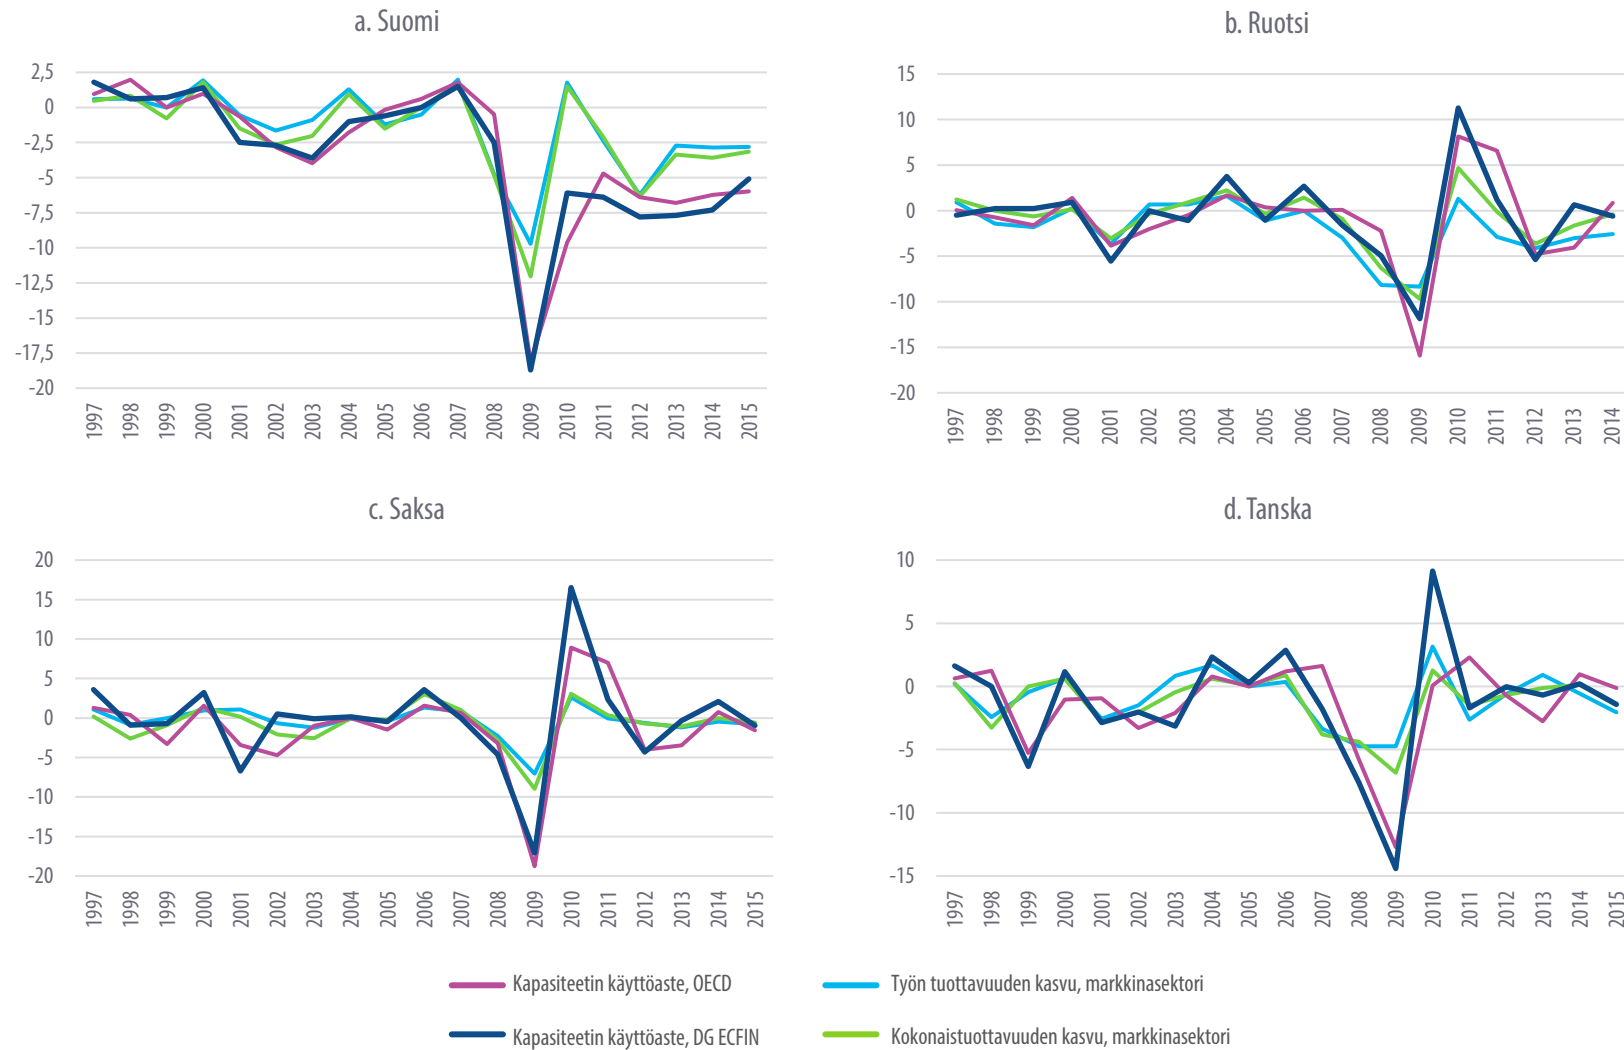 a. Suomi
2,5
0
-2,5
-5
-7,5
-10
-12,5
-15
-17,5
-20
1997 1998 1999 2000 2001 2002 2003 2004 2005 2006 2007 2008 2009 2010 2011 2012 2013 2014 2015
b. Ruotsi
15
10
5
0
-5
-10
-15
-20
1997 1998 1999 2000 2001 2002 2003 2004 2005 2006 2007 2008 2009 2010 2011 2012 2013 2014
c. Saksa
20
15
10
5
0
-5
-10
-15
-20
1997 1998 1999 2000 2001 2002 2003 2004 2005 2006 2007 2008 2009 2010 2011 2012 2013 2014 2015
d. Tanska
10
5
0
-5
-10
-15
1997 1998 1999 2000 2001 2002 2003 2004 2005 2006 2007 2008 2009 2010 2011 2012 2013 2014 2015
Kapasiteetin käyttöaste, OECD
Työn tuottavuuden kasvu, markkinasektori
Kapasiteetin käyttöaste, DG ECFIN
Kokonaistuottavuuden kasvu, markkinasektori